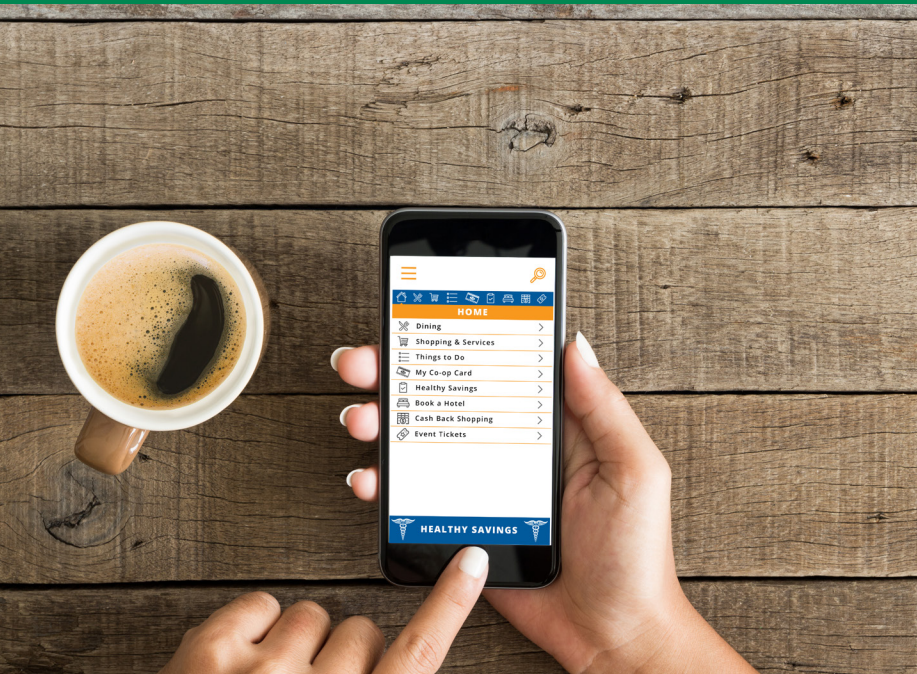 HOME
Dining
Shopping & Services
Things to Do
My Co-op Card
Healthy Savings
Book a Hotel
Cash Back Shopping
Event Tickets
HEALTHY SAVINGS